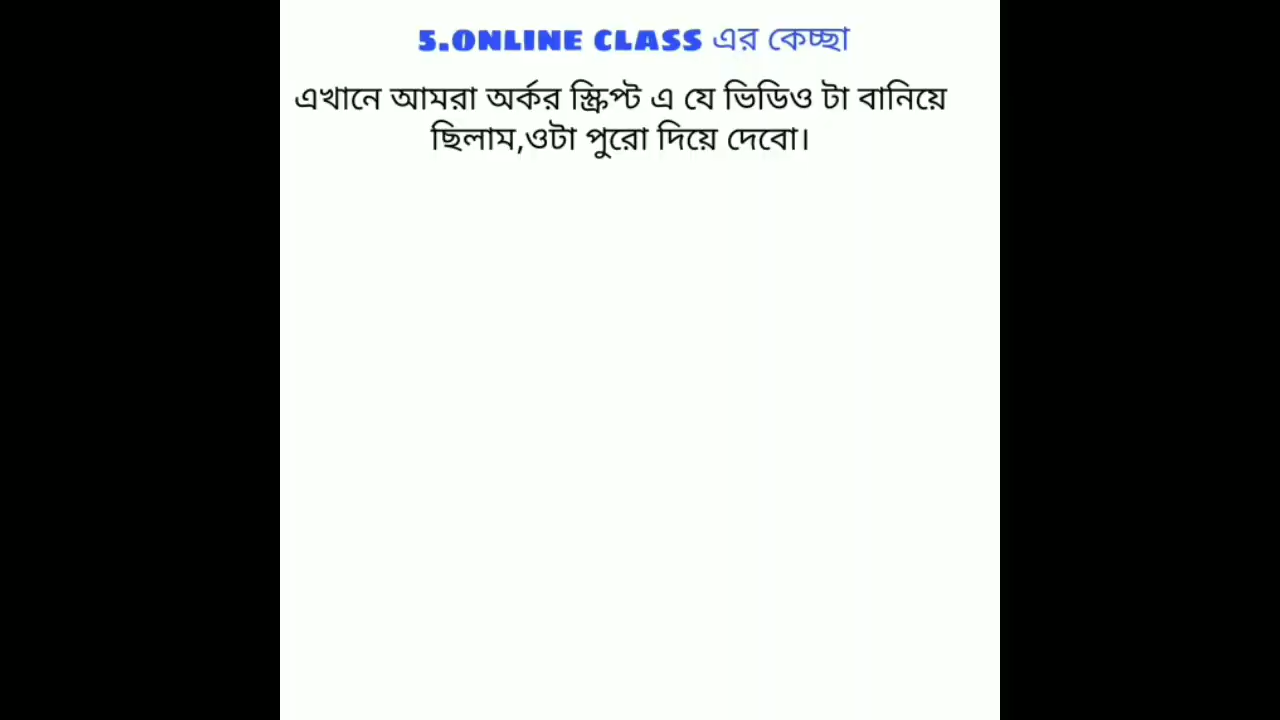 5.ONLINE CLASS এর কেচ্ছা
এখানে আমরা অর্কর স্ক্রিপ্ট এ যে ভিডিও টা বানিয়ে
ছিলাম,ওটা পুরো দিয়ে দেবো।